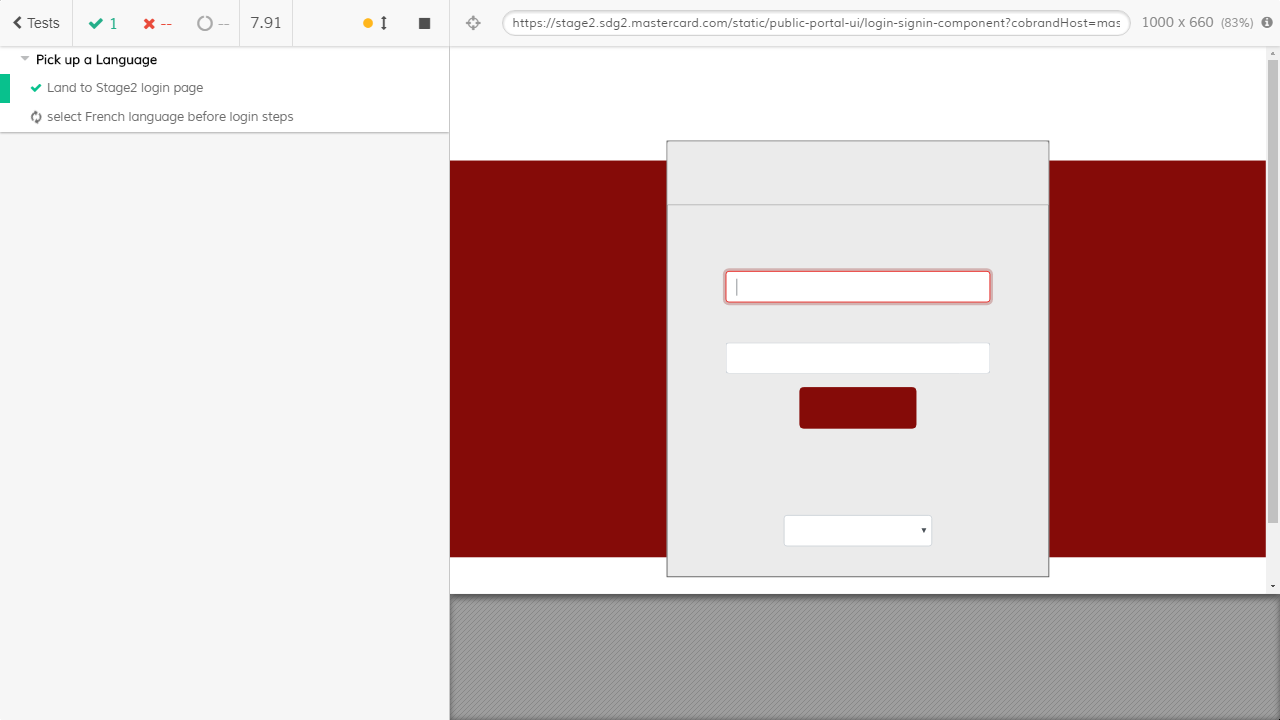 Tests 1 -- -- 7.91
https://stage2.sdg2.mastercard.com/static/public-portal-ui/login-signin-component?cobrandHost=mas
1000 x 660 (83%)
Pick up a Language
Land to Stage2 login page
select French language before login steps